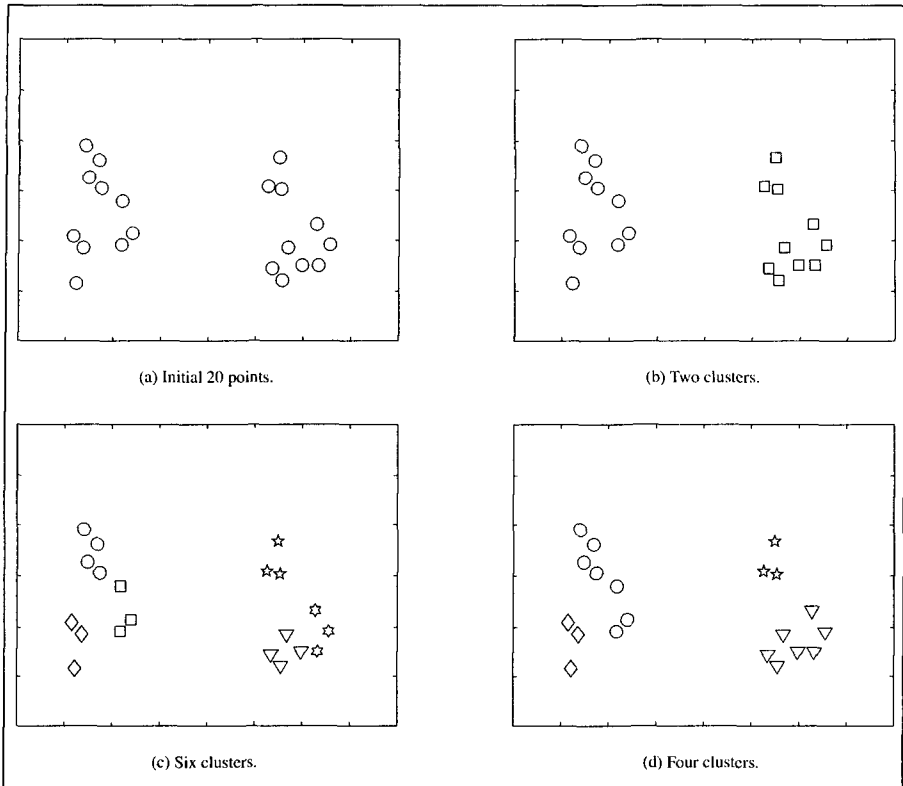 (a) Initial 20 points.
(b) Two clusters.
(c) Six clusters.
(d) Four clusters.